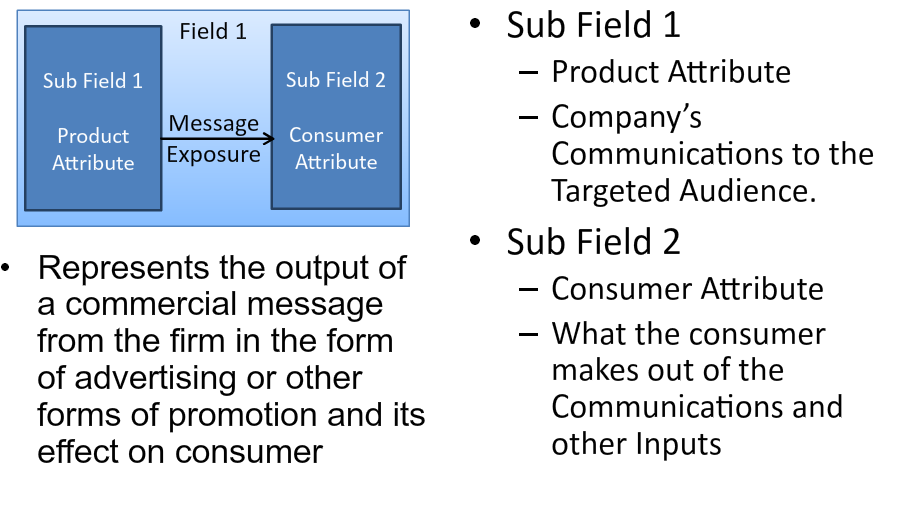 Field 1
Sub Field 1
Product
Attribute
Message
Exposure
Sub Field 2
Consumer
Attribute
• Represents the output of
a commercial message
from the firm in the form
of advertising or other
forms of promotion and its
effect on consumer
• Sub Field 1
– Product Attribute
– Company’s
Communications to the
Targeted Audience.
• Sub Field 2
– Consumer Attribute
– What the consumer
makes out of the
Communications and
other Inputs